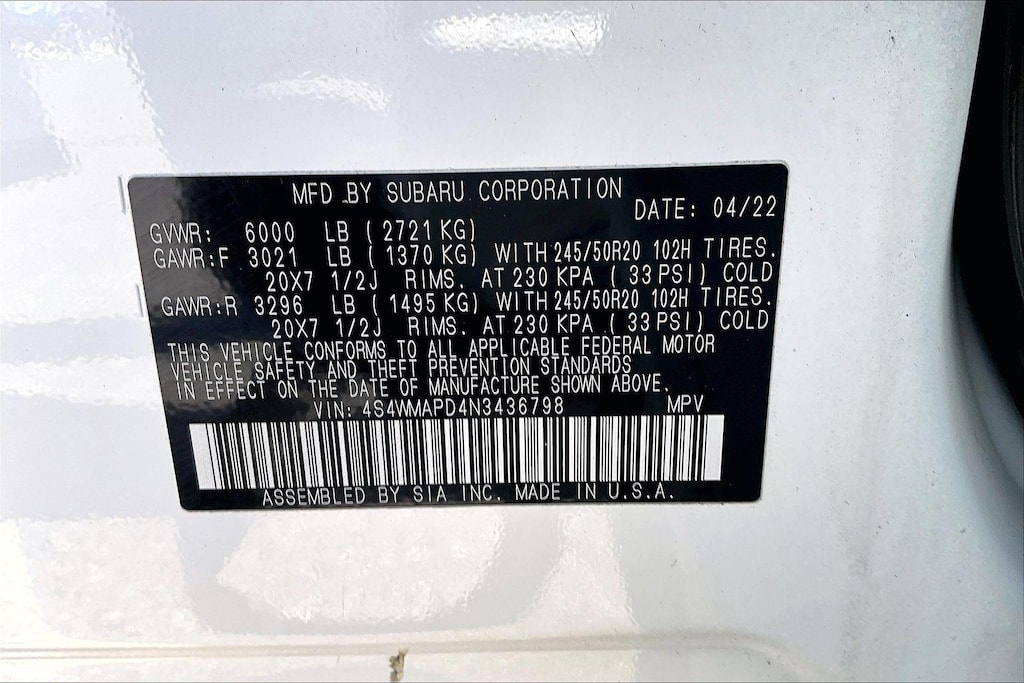 MFD BY SUBARU CORPORATION
DATE: 04/22
GVWR: 6000 LB ( 2721 KG)
GAWR:F 3021 LB ( 1370 KG) WITH 245/50R20 102H TIRES.
20X7 1/2J RIMS. AT 230 KPA ( 33 PSI) COLD
GAWR:R 3296 LB ( 1495 KG) WITH 245/50R20 102H TIRES.
20X7 1/2J RIMS. AT 230 KPA ( 33 PSI) COLD
THIS VEHICLE CONFORMS TO ALL APPLICABLE FEDERAL MOTOR
VEHICLE SAFETY AND THEFT PREVENTION STANDARDS
IN EFFECT ON THE DATE OF MANUFACTURE SHOWN ABOVE.
VIN: 4S4WMAPD4N3436798 MPV
ASSEMBLED BY SIA INC. MADE IN U.S.A.